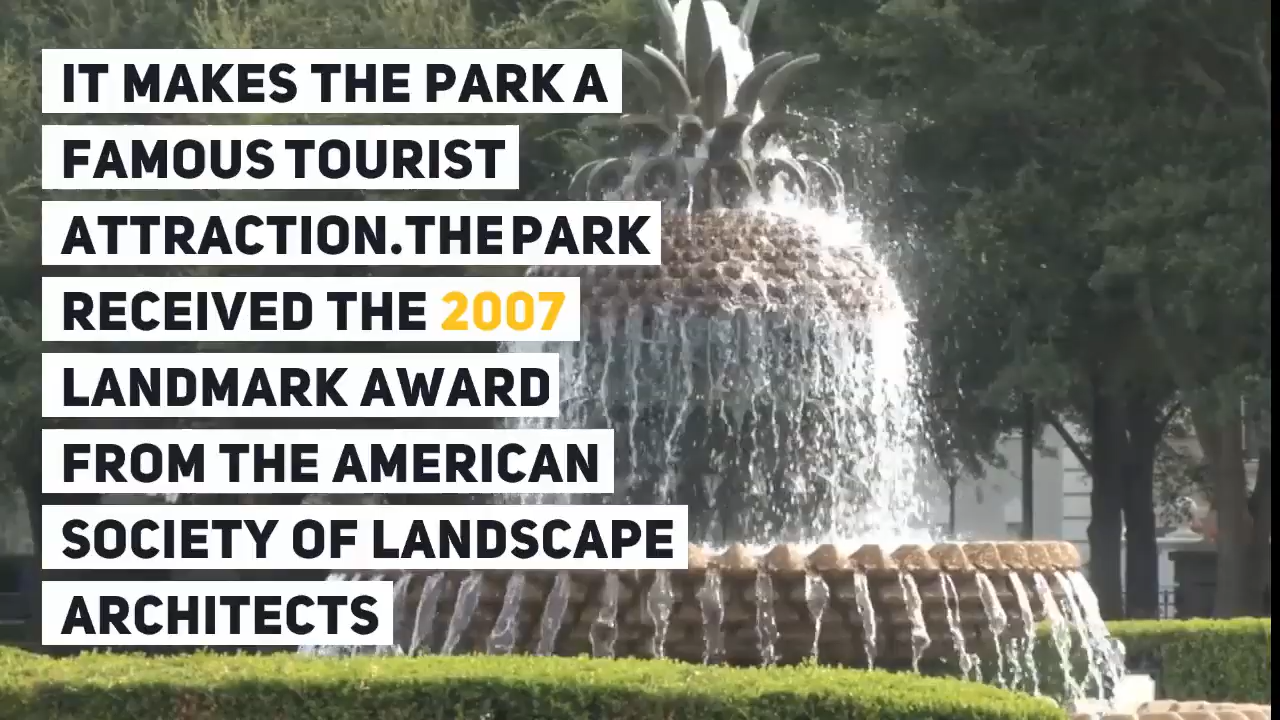 IT MAKES THE PARK A
FAMOUS TOURIST
ATTRACTION.THE PARK
RECEIVED THE 2007
LANDMARK AWARD
FROM THE AMERICAN
SOCIETY OF LANDSCAPE
ARCHITECTS